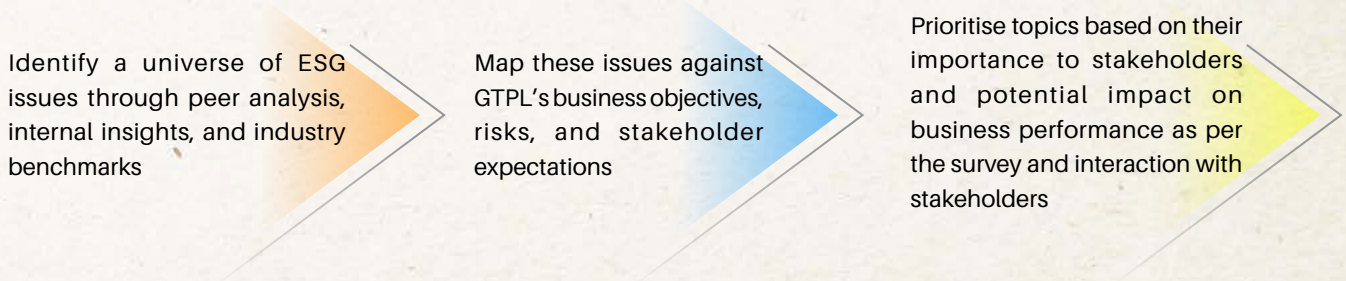 Identify a universe of ESG
issues through peer analysis,
internal insights, and industry
benchmarks
Map these issues against
GTPL's business objectives,
risks, and stakeholder
expectations
Prioritise topics based on their
importance to stakeholders
and potential impact on
business performance as per
the survey and interaction with
stakeholders